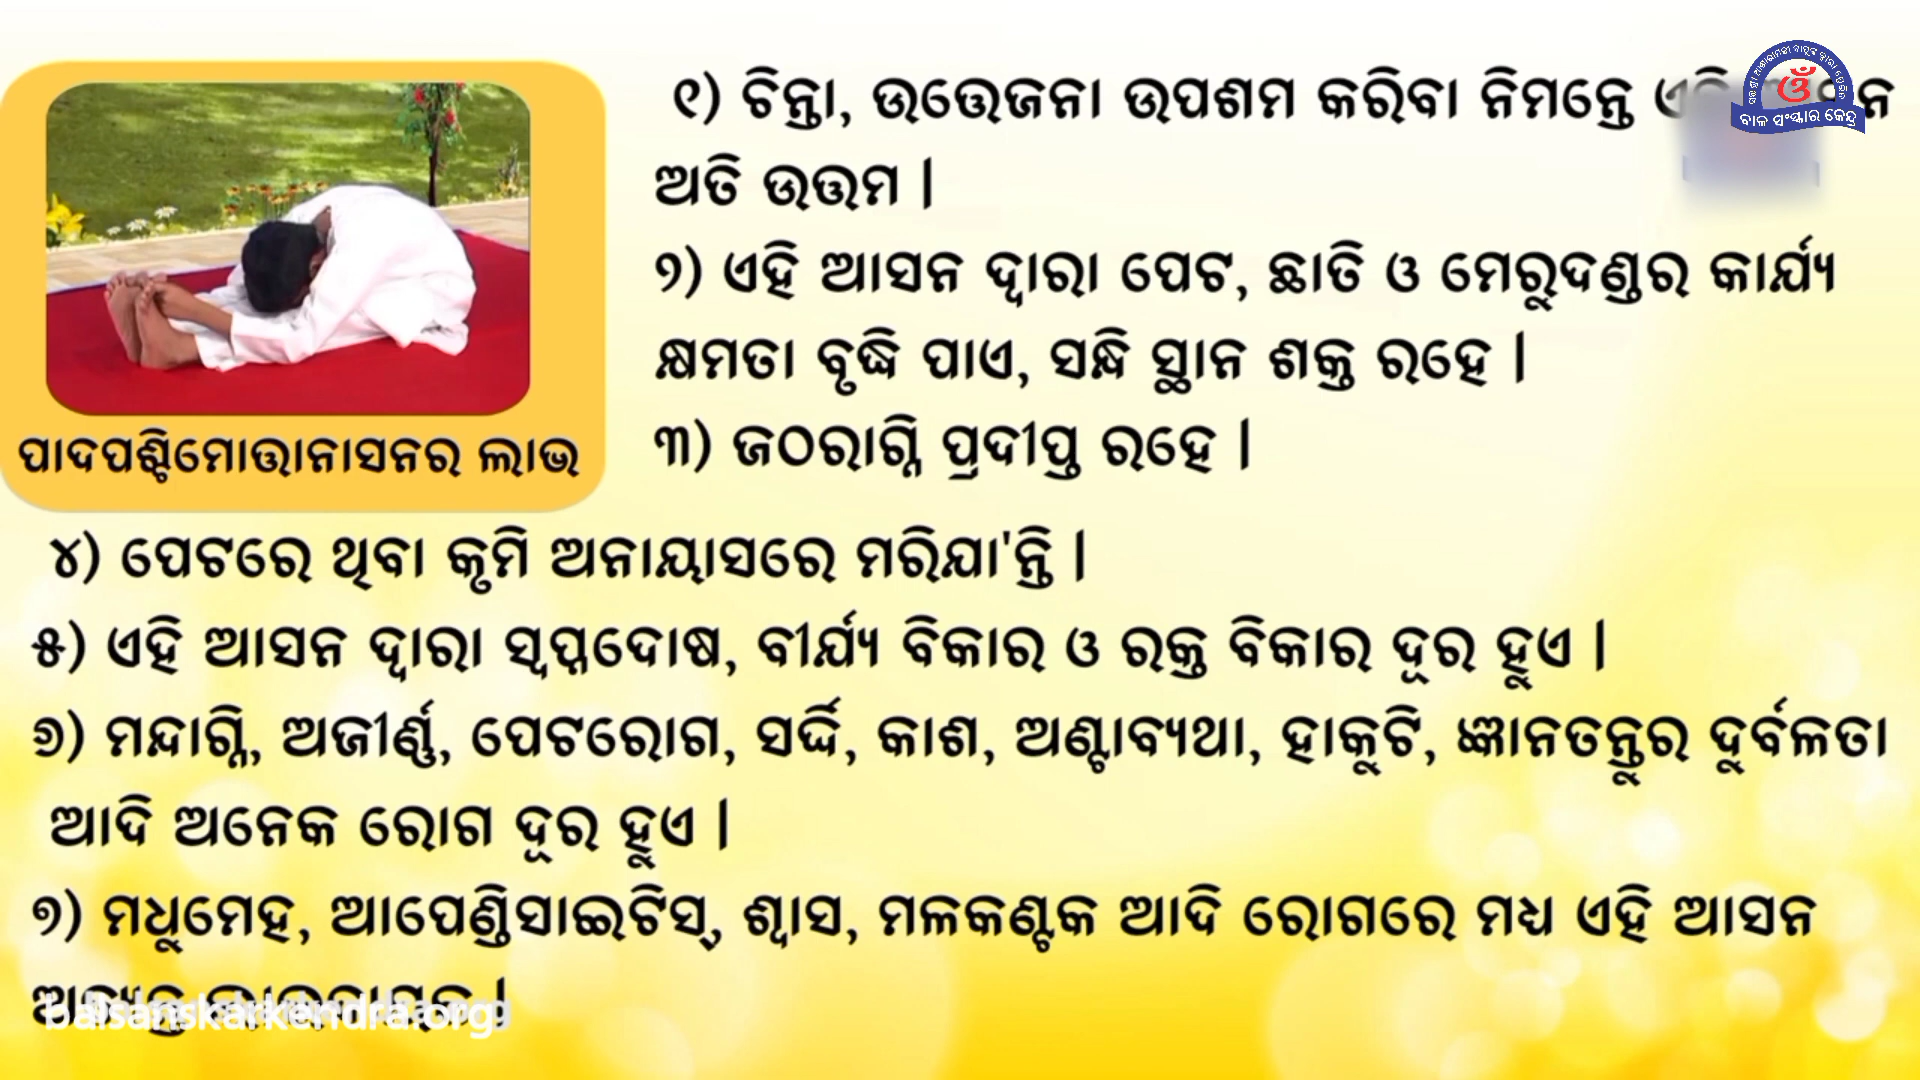 ପାଦପଶ୍ଚିମୋତ୍ତାନାସନର ଲାଭ
୧) ଚିନ୍ତା, ଉତ୍ତେଜନା ଉପଶମ କରିବା ନିମନ୍ତେ
ଅତି ଉତ୍ତମ |
୨) ଏହି ଆସନ ଦ୍ୱାରା ପେଟ, ଛାତି ଓ ମେରୁଦଣ୍ଡର କାର୍ଯ୍ୟ
କ୍ଷମତା ବୃଦ୍ଧି ପାଏ, ସନ୍ଧି ସ୍ଥାନ ଶକ୍ତ ରହେ |
୩) ଜଠରାଗ୍ନି ପ୍ରଦୀପ୍ତ ରହେ |
୪) ପେଟରେ ଥିବା କୃମି ଅନାୟାସରେ ମରିଯା'ନ୍ତି |
୫) ଏହି ଆସନ ଦ୍ୱାରା ସ୍ୱପ୍ନଦୋଷ, ବୀର୍ଯ୍ୟ ବିକାର ଓ ରକ୍ତ ବିକାର ଦୂର ହୁଏ |
୬) ମନ୍ଦାଗ୍ନି, ଅଜୀର୍ଣ୍ଣ, ପେଟରୋଗ, ସର୍ଦ୍ଦି, କାଶ, ଅଣ୍ଟାବ୍ୟଥା, ହାକୁଟି, ଜ୍ଞାନତନ୍ତୁର ଦୁର୍ବଳତା
ଆଦି ଅନେକ ରୋଗ ଦୂର ହୁଏ |
୭) ମଧୁମେହ, ଆପେଣ୍ଡିସାଇଟିସ୍, ଶ୍ୱାସ, ମଳକଣ୍ଟକ ଆଦି ରୋଗରେ ମଧ୍ୟ ଏହି ଆସନ
balsanskarkendra.org
ଓଁ
ବାଳ ସଂସ୍କାର କେନ୍ଦ୍ର